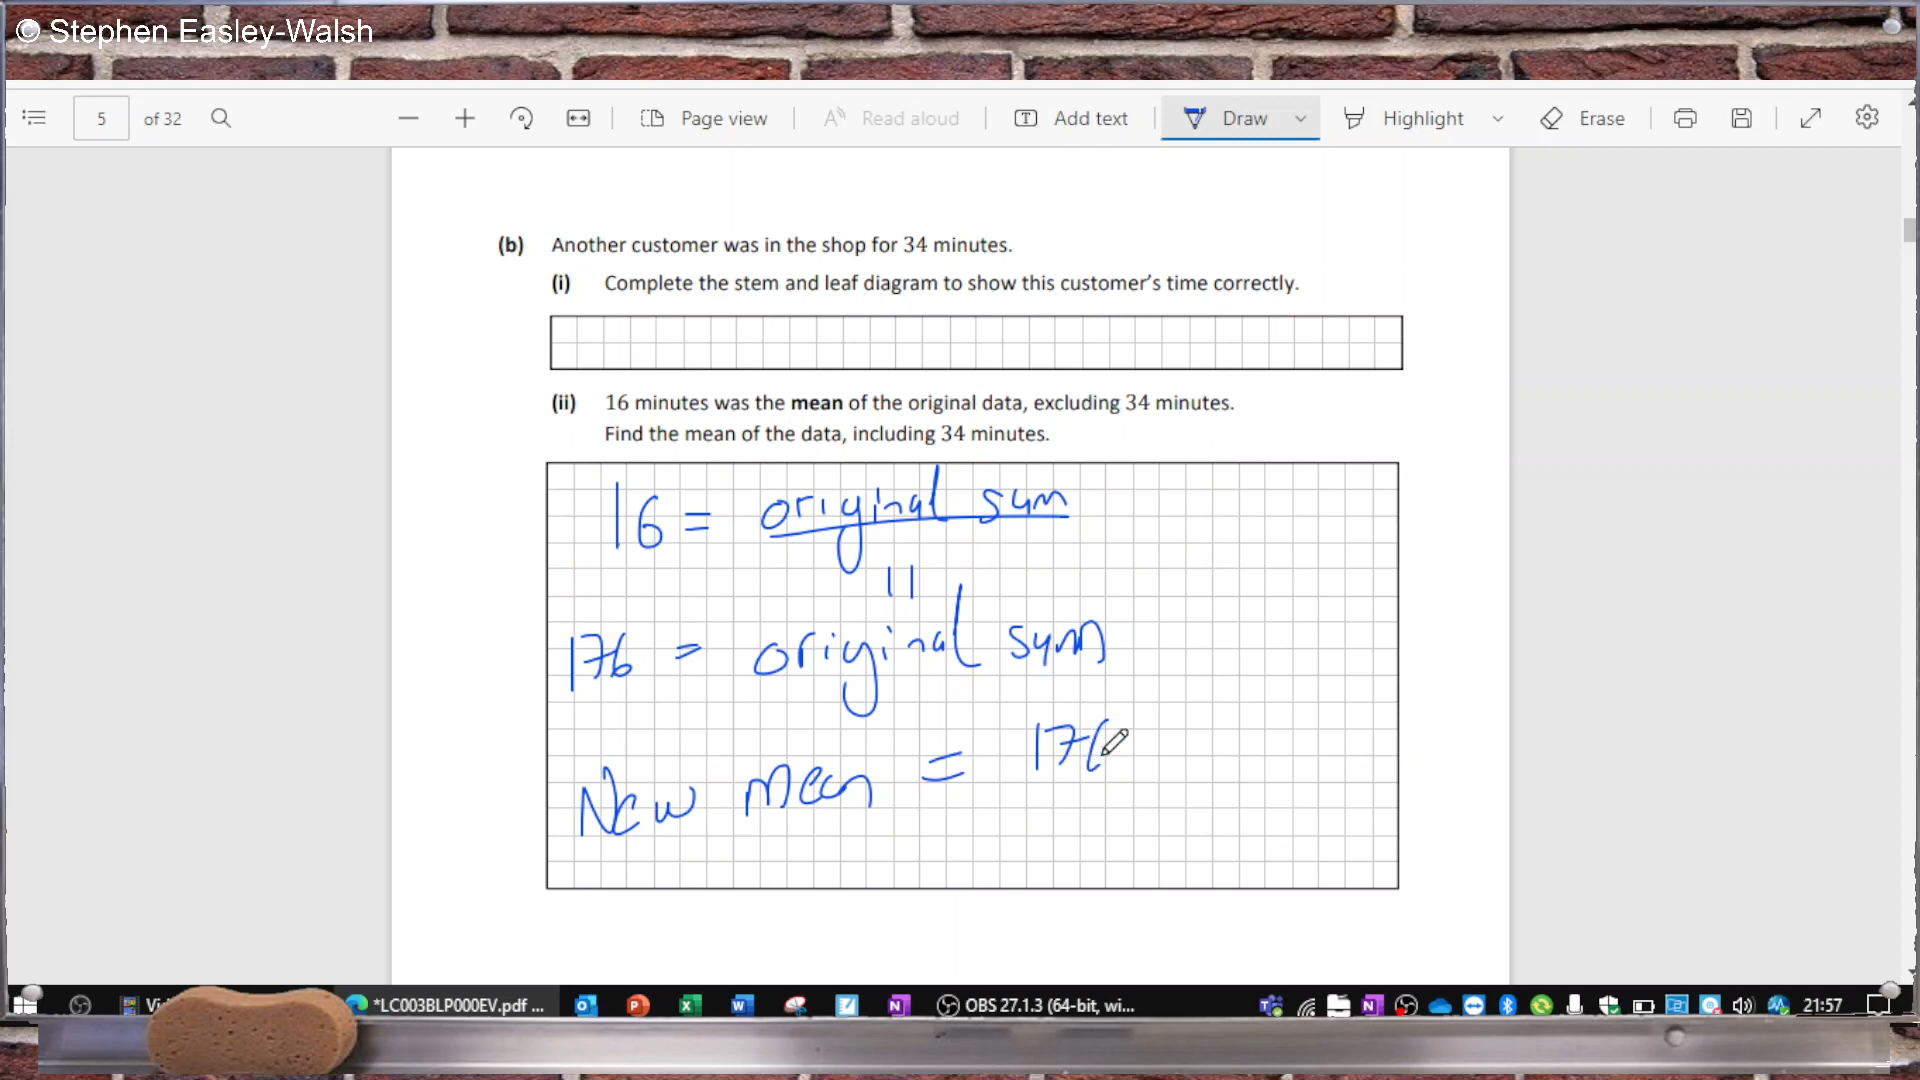 © Stephen Easley-Walsh
5 of 32 Page view Read aloud Add text Draw Highlight Erase
(b) Another customer was in the shop for 34 minutes.
(i) Complete the stem and leaf diagram to show this customer's time correctly.
(ii) 16 minutes was the mean of the original data, excluding 34 minutes.
Find the mean of the data, including 34 minutes.
16 = original sum
11
176 = original sum
New mean = 176
*LC003BLP000EV.pdf ... OBS 27.1.3 (64-bit, wi... 21:57